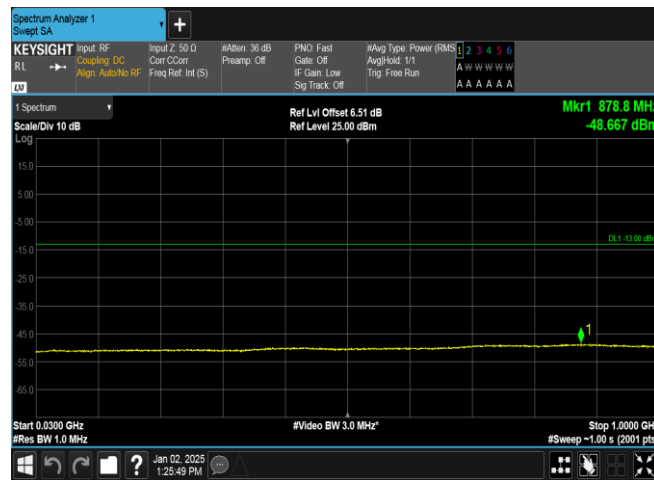 Spectrum Analyzer 1
Swept SA
+
KEYSIGHT Input: RF Input Z: 50 Ω #Atten: 36 dB PNO: Fast #Avg Type: Power (RMS 1 2 3 4 5 6
RL Coupling: DC Corr CCorr Preamp: Off Gate: Off Avg|Hold: 1/1 A W W W W W
Align: Auto/No RF Freq Ref: Int (S) IF Gain: Low Trig: Free Run
LXI Sig Track: Off A A A A A A
1 Spectrum Ref Lvl Offset 6.51 dB Mkr1 878.8 MHz
Scale/Div 10 dB Ref Level 25.00 dBm -48.667 dBm
Log
15.0
5.00
-5.00
DL1 -13.00 dBm
-15.0
-25.0
-35.0
-45.0
1
-55.0
-65.0
Start 0.0300 GHz #Video BW 3.0 MHz* Stop 1.0000 GH
#Res BW 1.0 MHz #Sweep ~1.00 s (2001 pts
? Jan 02, 2025
1:25:49 PM